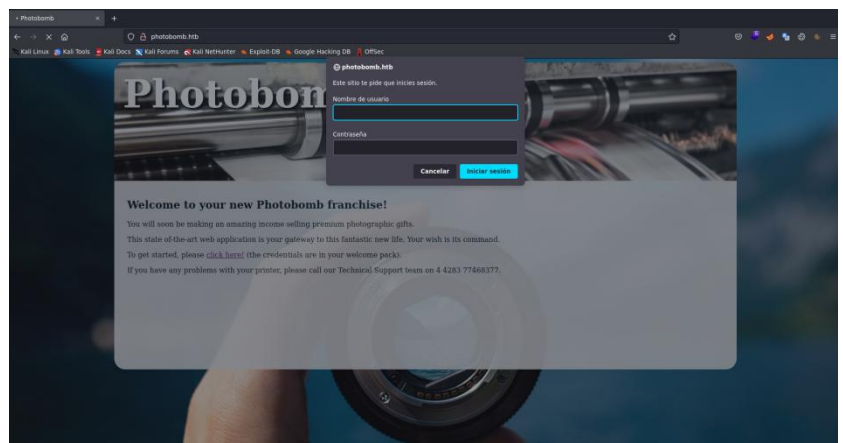 Photobomb
photobomb.htb
Kali Linux Kali Tools Kali Docs Kali Forums Kali NetHunter Exploit-DB Google Hacking DB OffSec
photobomb.htb
Este sitio te pide que inicies sesión.
Nombre de usuario
Contraseña
Cancelar Iniciar sesión
Photobom
Welcome to your new Photobomb franchise!
You will soon be making an amazing income selling premium photographic gifts.
This state of-the-art web application is your gateway to this fantastic new life. Your wish is its command.
To get started, please click here! (the credentials are in your welcome pack).
If you have any problems with your printer, please call our Technical Support team on 4 4283 77468377.